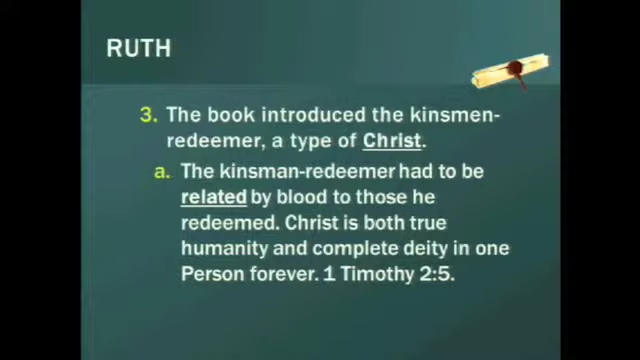 RUTH
3. The book introduced the kinsmen-
redeemer, a type of Christ.
a. The kinsman-redeemer had to be
related by blood to those he
redeemed. Christ is both true
humanity and complete deity in one
Person forever. 1 Timothy 2:5.